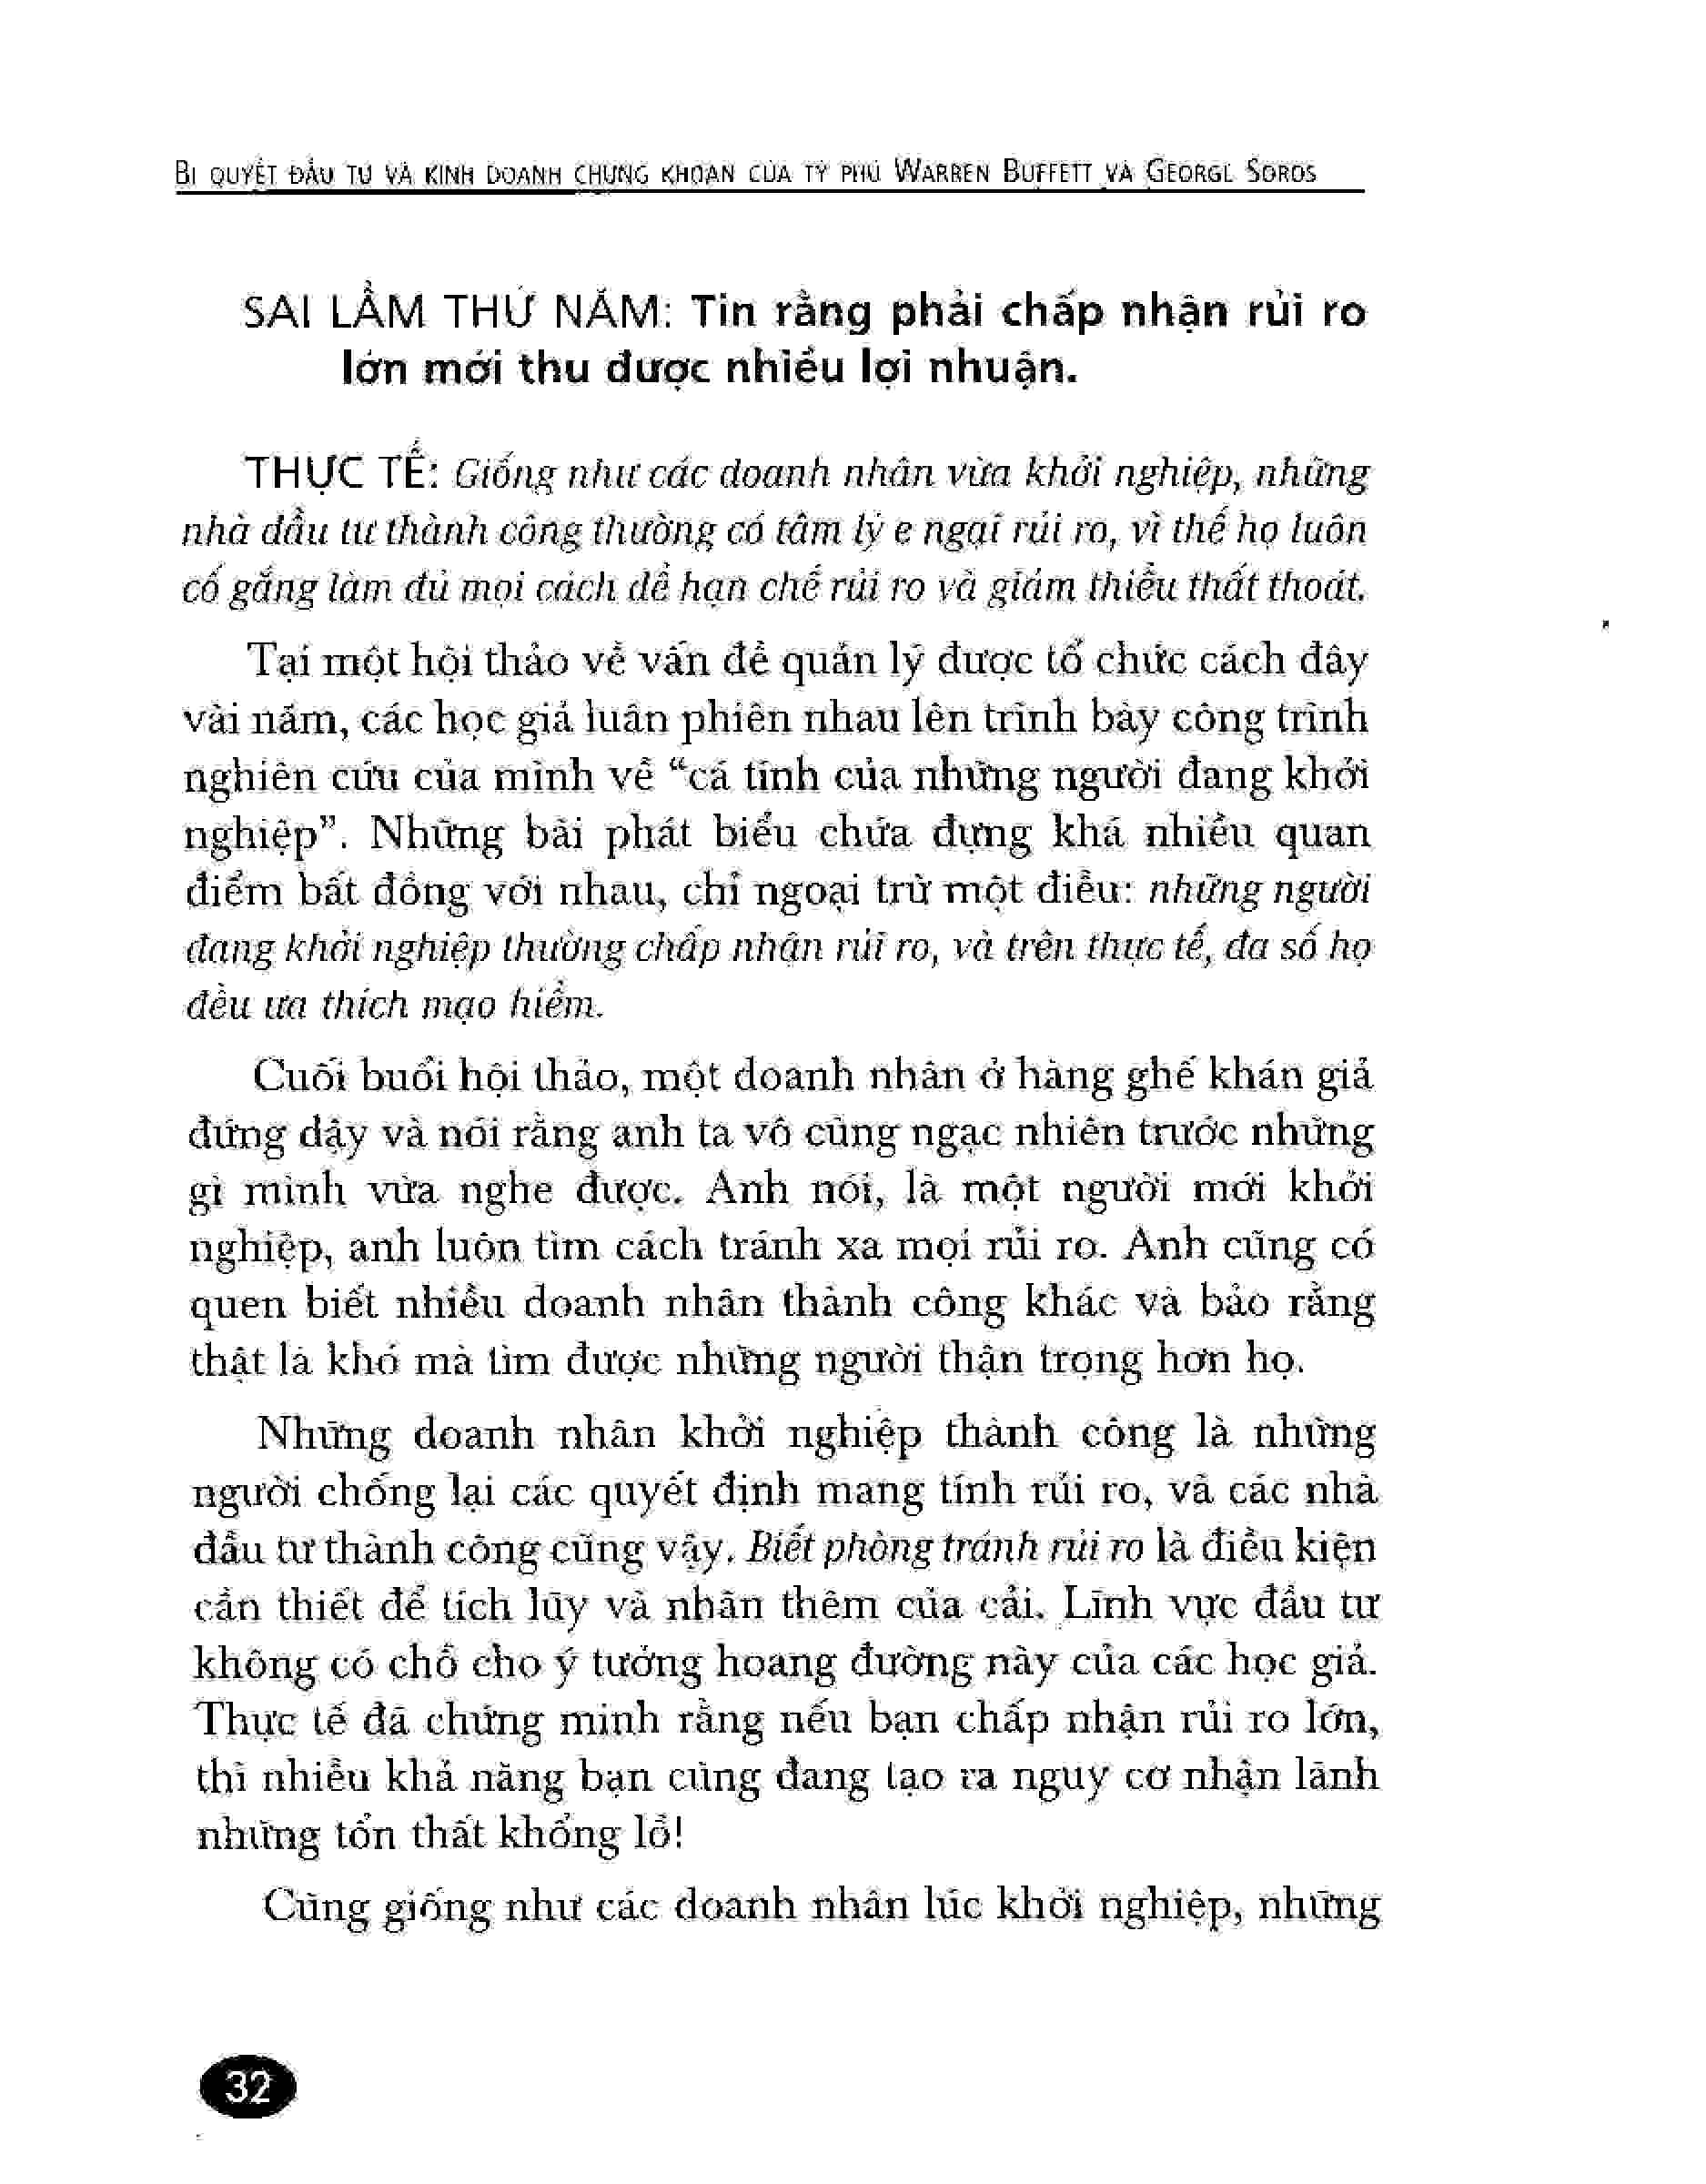 BÍ QUYẾT ĐẦU TƯ VÀ KINH DOANH CHỨNG KHOÁN CỦA TỶ PHÚ WARREN BUFFETT VÀ GEORGE SOROS
SAI LẦM THỨ NĂM: Tin rằng phải chấp nhận rủi ro
lớn mới thu được nhiều lợi nhuận.
THỰC TẾ: Giống như các doanh nhân vừa khởi nghiệp, những
nhà đầu tư thành công thường có tâm lý e ngại rủi ro, vì thế họ luôn
cố gắng làm đủ mọi cách để hạn chế rủi ro và giảm thiểu thất thoát.
Tại một hội thảo về vấn đề quản lý được tổ chức cách đây
vài năm, các học giả luân phiên nhau lên trình bày công trình
nghiên cứu của mình về “cá tính của những người đang khởi
nghiệp”. Những bài phát biểu chứa đựng khá nhiều quan
điểm bất đồng với nhau, chỉ ngoại trừ một điều: những người
đang khởi nghiệp thường chấp nhận rủi ro, và trên thực tế, đa số họ
đều ưa thích mạo hiểm.
Cuối buổi hội thảo, một doanh nhân ở hàng ghế khán giả
đứng dậy và nói rằng anh ta vô cùng ngạc nhiên trước những
gì mình vừa nghe được. Anh nói, là một người mới khởi
nghiệp, anh luôn tìm cách tránh xa mọi rủi ro. Anh cũng có
quen biết nhiều doanh nhân thành công khác và bảo rằng
thật là khó mà tìm được những người thận trọng hơn họ.
Những doanh nhân khởi nghiệp thành công là những
người chống lại các quyết định mang tính rủi ro, và các nhà
đầu tư thành công cũng vậy. Biết phòng tránh rủi ro là điều kiện
cần thiết để tích lũy và nhân thêm của cải. Lĩnh vực đầu tư
không có chỗ cho ý tưởng hoang đường này của các học giả.
Thực tế đã chứng minh rằng nếu bạn chấp nhận rủi ro lớn,
thì nhiều khả năng bạn cũng đang tạo ra nguy cơ nhận lãnh
những tổn thất khổng lồ!
Cũng giống như các doanh nhân lúc khởi nghiệp, những
32